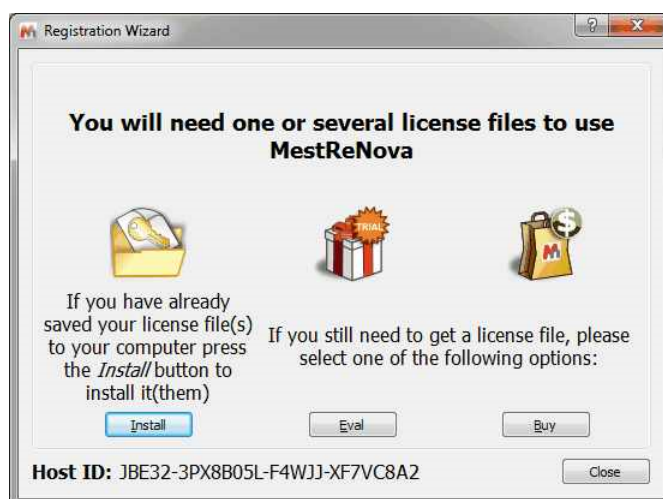 Registration Wizard
You will need one or several license files to use
MestReNova
TRIAL
$
If you have already
saved your license file(s)
to your computer press
the Install button to
install it(them)
If you still need to get a license file, please
select one of the following options:
Install
Eval
Buy
Host ID: JBE32-3PX8B05L-F4WJJ-XF7VC8A2
Close